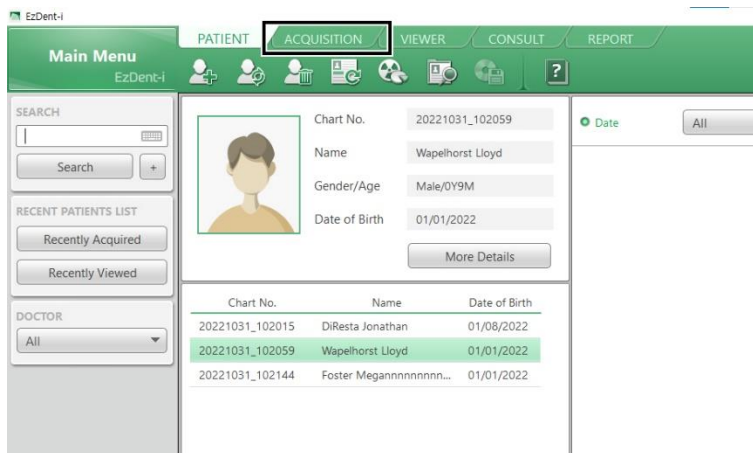 EzDent-i
Main Menu
EzDent-i
PATIENT
ACQUISITION
VIEWER
CONSULT
REPORT
?
SEARCH
Search
+
RECENT PATIENTS LIST
Recently Acquired
Recently Viewed
DOCTOR
All
Chart No. 20221031_102059
Name Wapelhorst Lloyd
Gender/Age Male/0Y9M
Date of Birth 01/01/2022
More Details
Chart No. Name Date of Birth
20221031_102015 DiResta Jonathan 01/08/2022
20221031_102059 Wapelhorst Lloyd 01/01/2022
20221031_102144 Foster Megannnnnnnnn... 01/01/2022
Date All